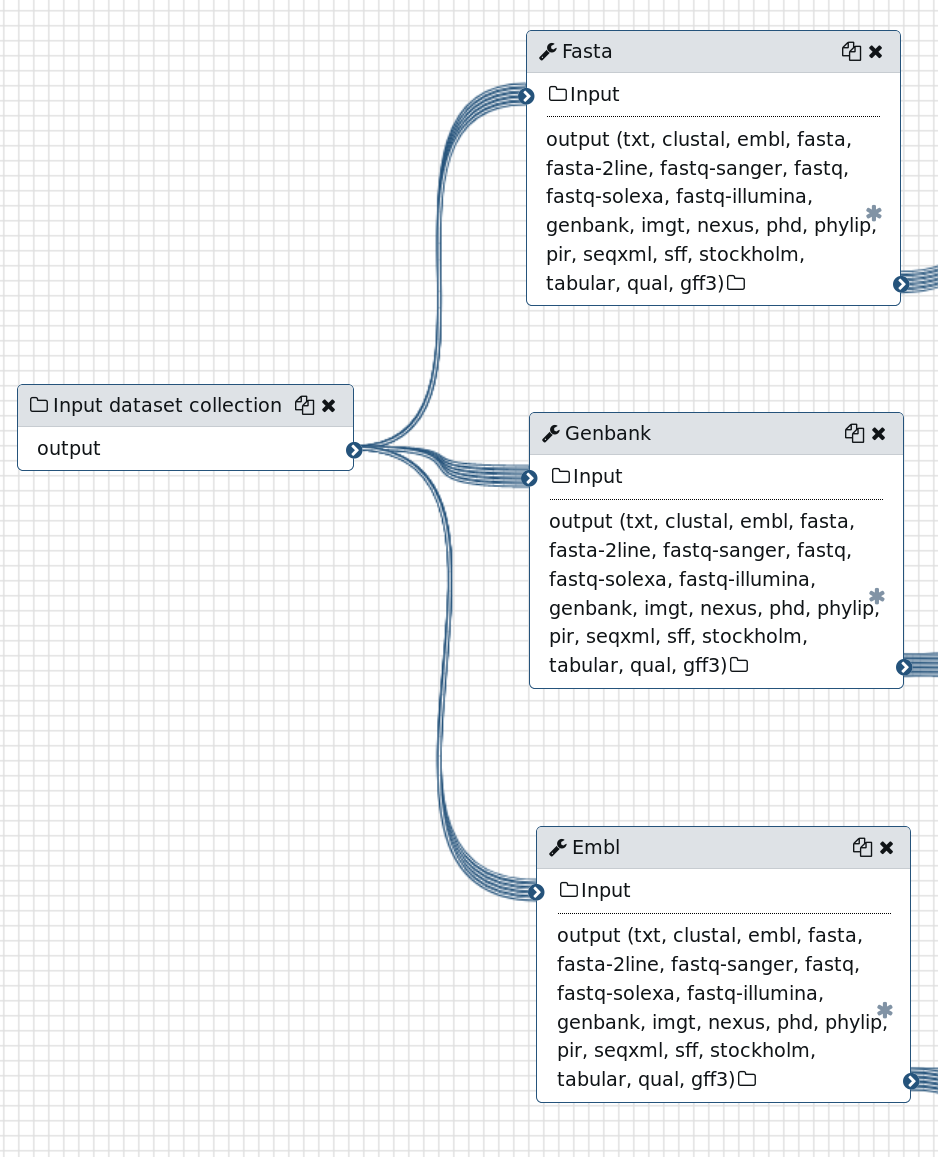 Fasta
Input
output (txt, clustal, embl, fasta,
fasta-2line, fastq-sanger, fastq,
fastq-solexa, fastq-illumina,
genbank, imgt, nexus, phd, phylip,
pir, seqxml, sff, stockholm,
tabular, qual, gff3)
Input dataset collection
output
Genbank
Input
output (txt, clustal, embl, fasta,
fasta-2line, fastq-sanger, fastq,
fastq-solexa, fastq-illumina,
genbank, imgt, nexus, phd, phylip,
pir, seqxml, sff, stockholm,
tabular, qual, gff3)
Embl
Input
output (txt, clustal, embl, fasta,
fasta-2line, fastq-sanger, fastq,
fastq-solexa, fastq-illumina,
genbank, imgt, nexus, phd, phylip,
pir, seqxml, sff, stockholm,
tabular, qual, gff3)